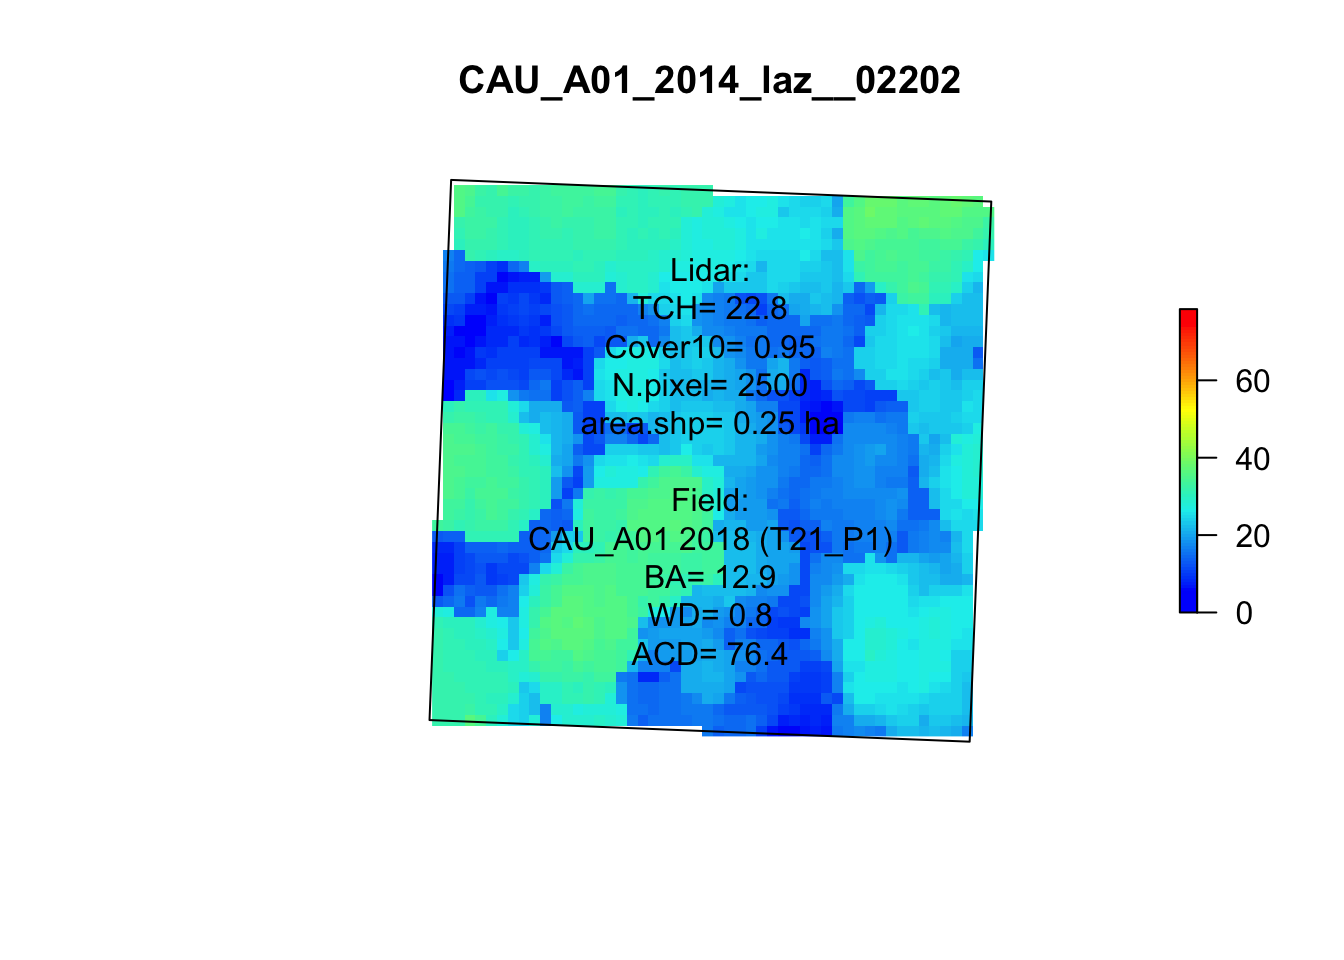 CAU_A01_2014_laz__02202
Lidar:
TCH= 22.8
Cover10= 0.95
N.pixel= 2500
area.shp= 0.25 ha
Field:
CAU_A01 2018 (T21_P1)
BA= 12.9
WD= 0.8
ACD= 76.4
60
40
20
0